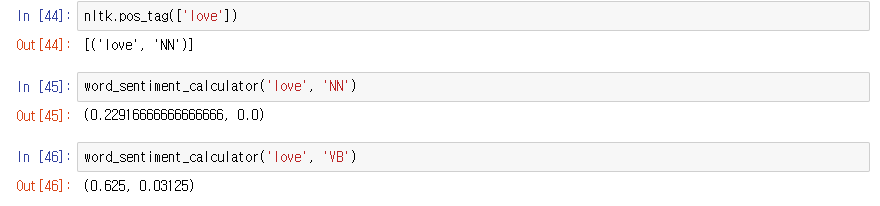 In [44]: nltk.pos_tag(['love'])
Out[44]: [('love', 'NN')]
In [45]: word_sentiment_calculator('love', 'NN')
Out[45]: (0.22916666666666666, 0.0)
In [46]: word_sentiment_calculator('love', 'VB')
Out[46]: (0.625, 0.03125)